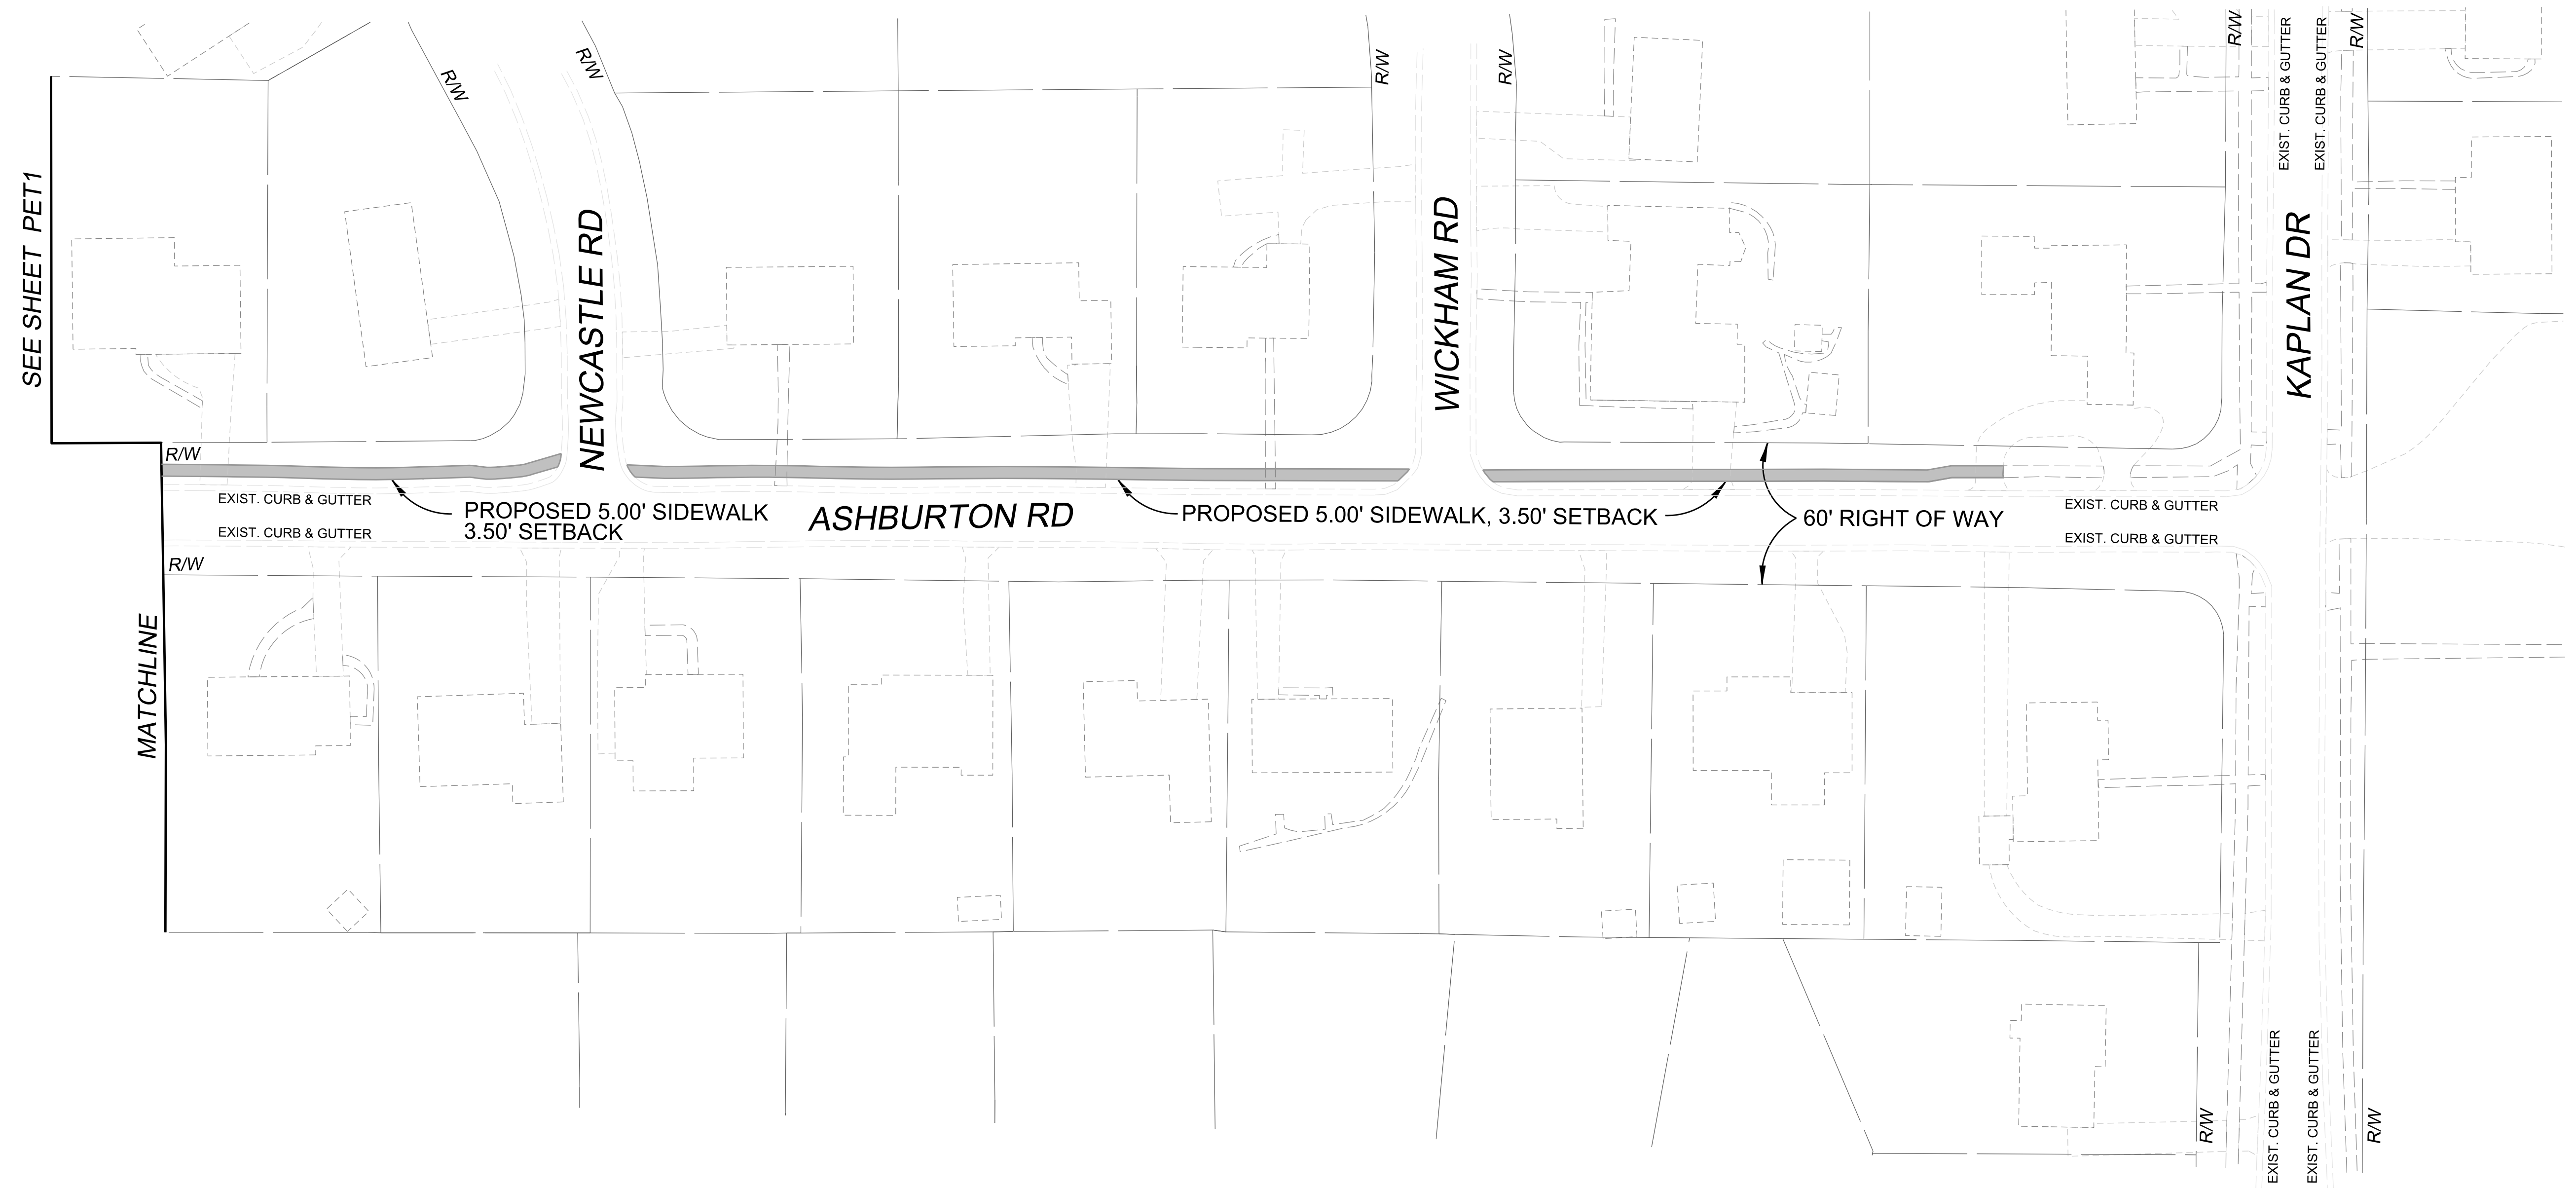 R/W
R/W
R/W
R/W
R/W
R/W
EXIST. CURB & GUTTER
EXIST. CURB & GUTTER
SEE SHEET PET1
NEWCASTLE RD
WICKHAM RD
KAPLAN DR
R/W
EXIST. CURB & GUTTER
PROPOSED 5.00' SIDEWALK
3.50' SETBACK
ASHBURTON RD
PROPOSED 5.00' SIDEWALK, 3.50' SETBACK
60' RIGHT OF WAY
EXIST. CURB & GUTTER
EXIST. CURB & GUTTER
EXIST. CURB & GUTTER
R/W
MATCHLINE
EXIST. CURB & GUTTER
EXIST. CURB & GUTTER
R/W
R/W